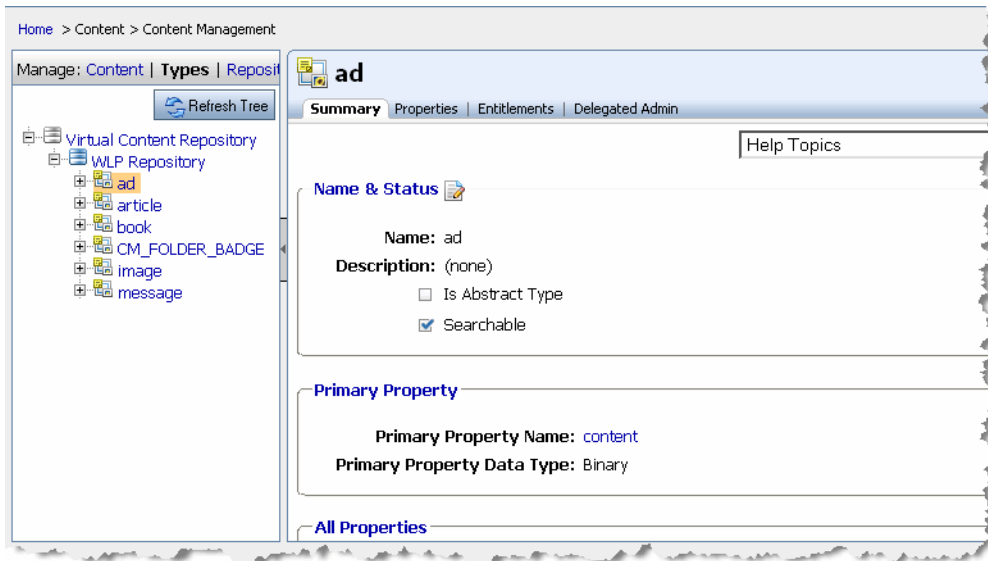 Home > Content > Content Management
Manage: Content | Types | Reposit
Refresh Tree
Virtual Content Repository
WLP Repository
ad
article
book
CM_FOLDER_BADGE
image
message
ad
Summary Properties | Entitlements | Delegated Admin
Help Topics
Name & Status
Name: ad
Description: (none)
Is Abstract Type
Searchable
Primary Property
Primary Property Name: content
Primary Property Data Type: Binary
All Properties